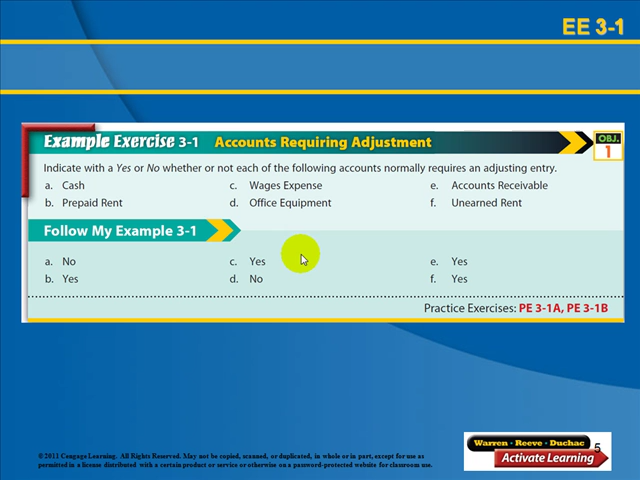 EE 3-1
Example Exercise 3-1 Accounts Requiring Adjustment
OBJ.
1
Indicate with a Yes or No whether or not each of the following accounts normally requires an adjusting entry.
a. Cash c. Wages Expense e. Accounts Receivable
b. Prepaid Rent d. Office Equipment f. Unearned Rent
Follow My Example 3-1
a. No c. Yes e. Yes
b. Yes d. No f. Yes
Practice Exercises: PE 3-1A, PE 3-1B
Warren • Reeve • Duchac
5
Activate Learning
© 2011 Cengage Learning. All Rights Reserved. May not be copied, scanned, or duplicated, in whole or in part, except for use as
permitted in a license distributed with a certain product or service or otherwise on a password-protected website for classroom use.